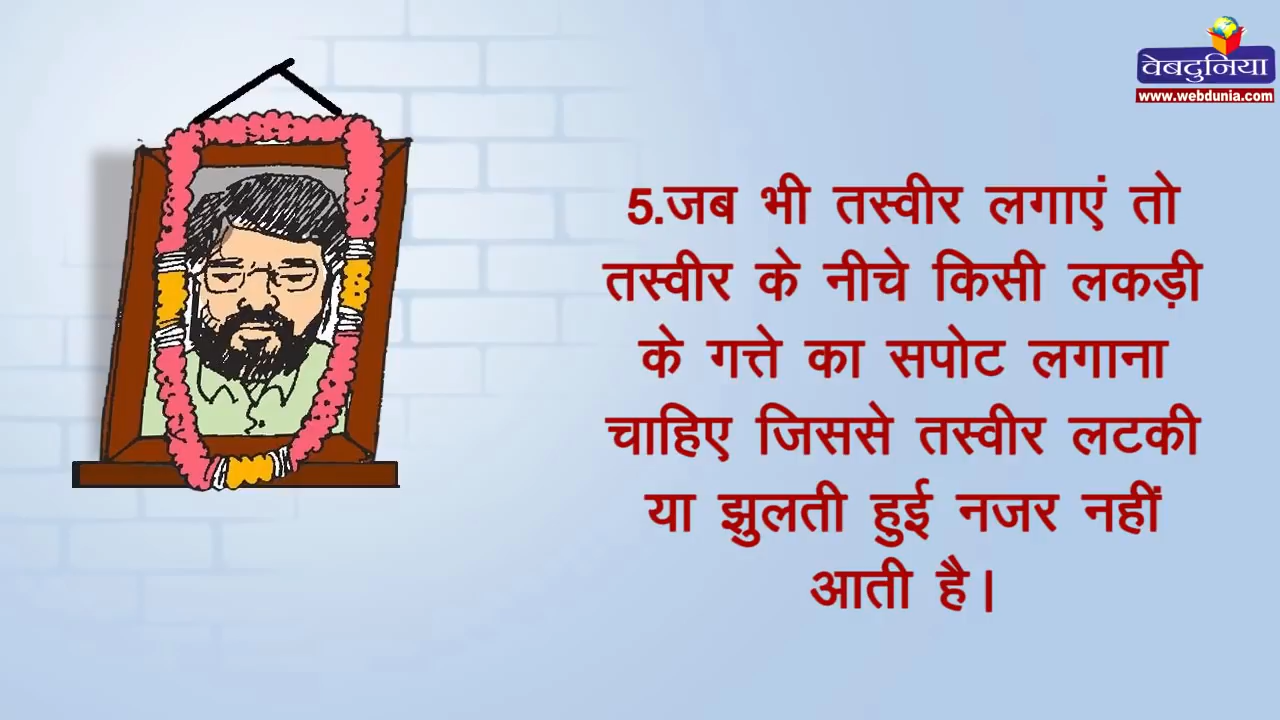 वेबदुनिया
www.webdunia.com
5.जब भी तस्वीर लगाएं तो
तस्वीर के नीचे किसी लकड़ी
के गत्ते का सपोट लगाना
चाहिए जिससे तस्वीर लटकी
या झुलती हुई नजर नहीं
आती है।